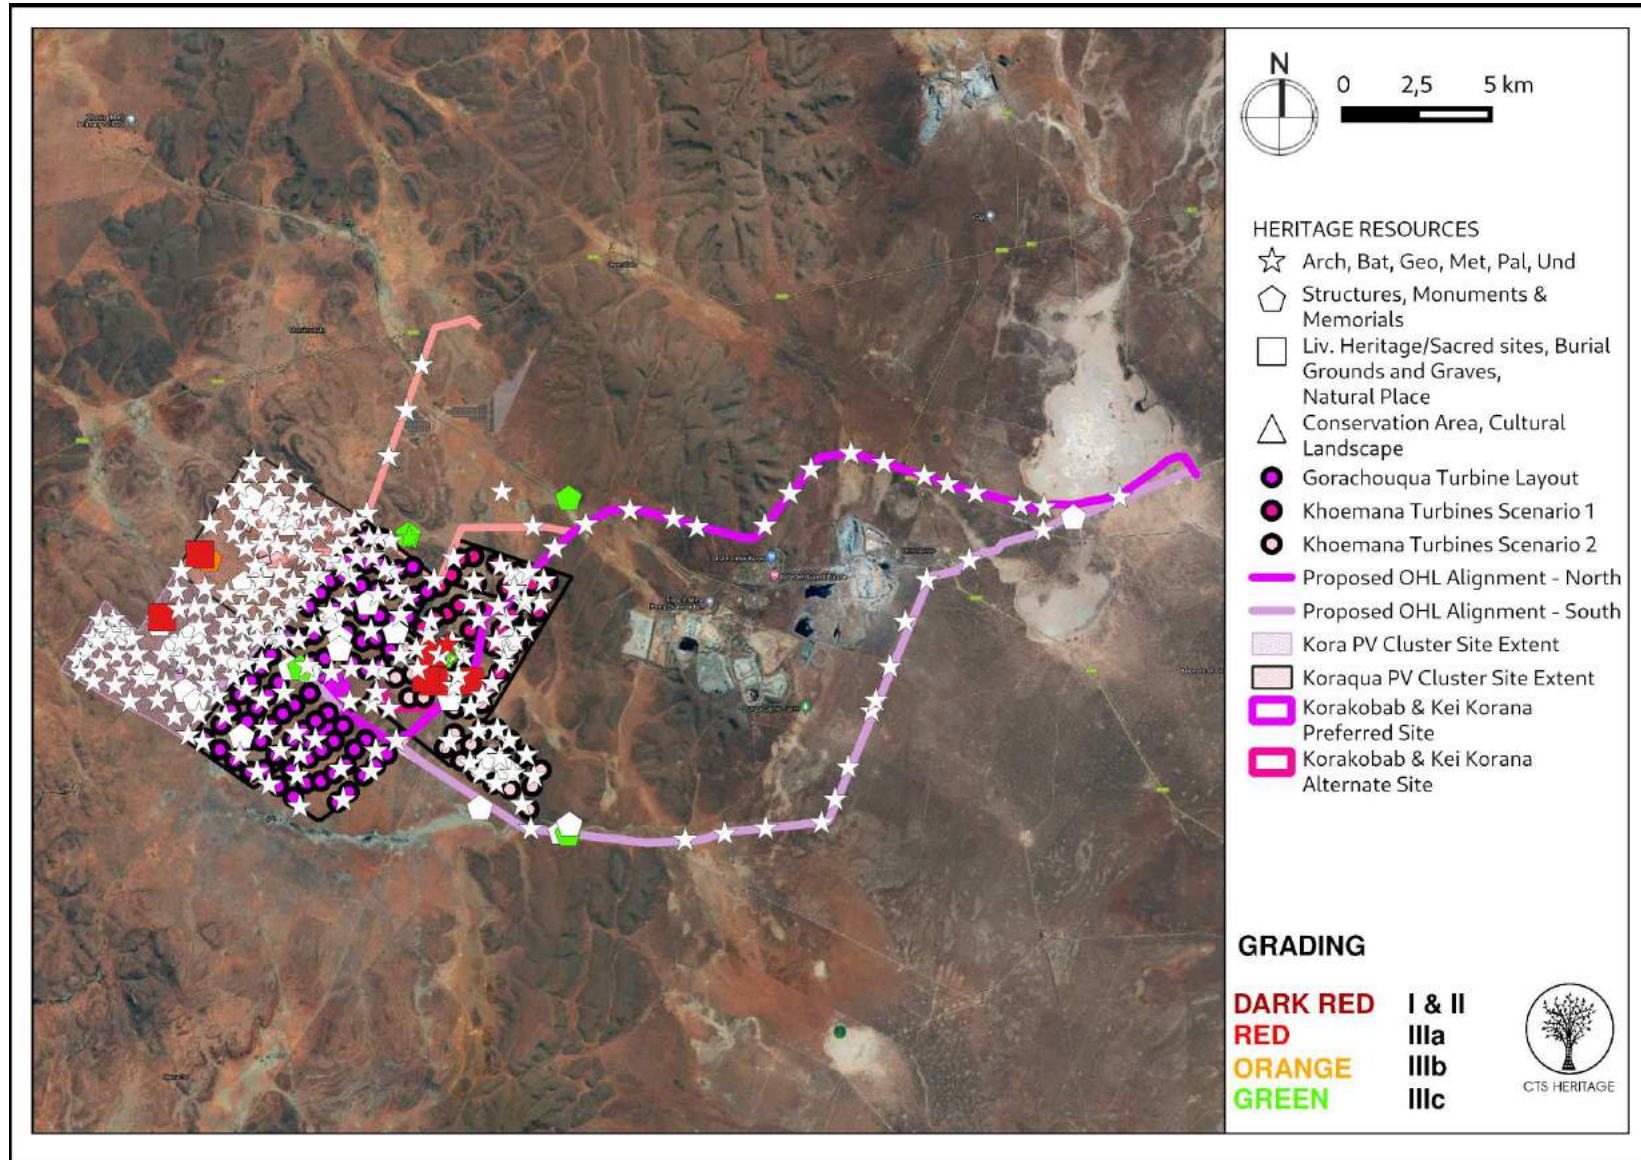 N
0 2,5 5 km
HERITAGE RESOURCES
Arch, Bat, Geo, Met, Pal, Und
Structures, Monuments &
Memorials
Liv. Heritage/Sacred sites, Burial
Grounds and Graves,
Natural Place
Conservation Area, Cultural
Landscape
Gorachouqua Turbine Layout
Khoemana Turbines Scenario 1
Khoemana Turbines Scenario 2
Proposed OHL Alignment - North
Proposed OHL Alignment - South
Kora PV Cluster Site Extent
Koraqua PV Cluster Site Extent
Korakobab & Kei Korana
Preferred Site
Korakobab & Kei Korana
Alternate Site
GRADING
DARK RED I & II
RED IIIa
ORANGE IIIb
GREEN IIIc
CTS HERITAGE